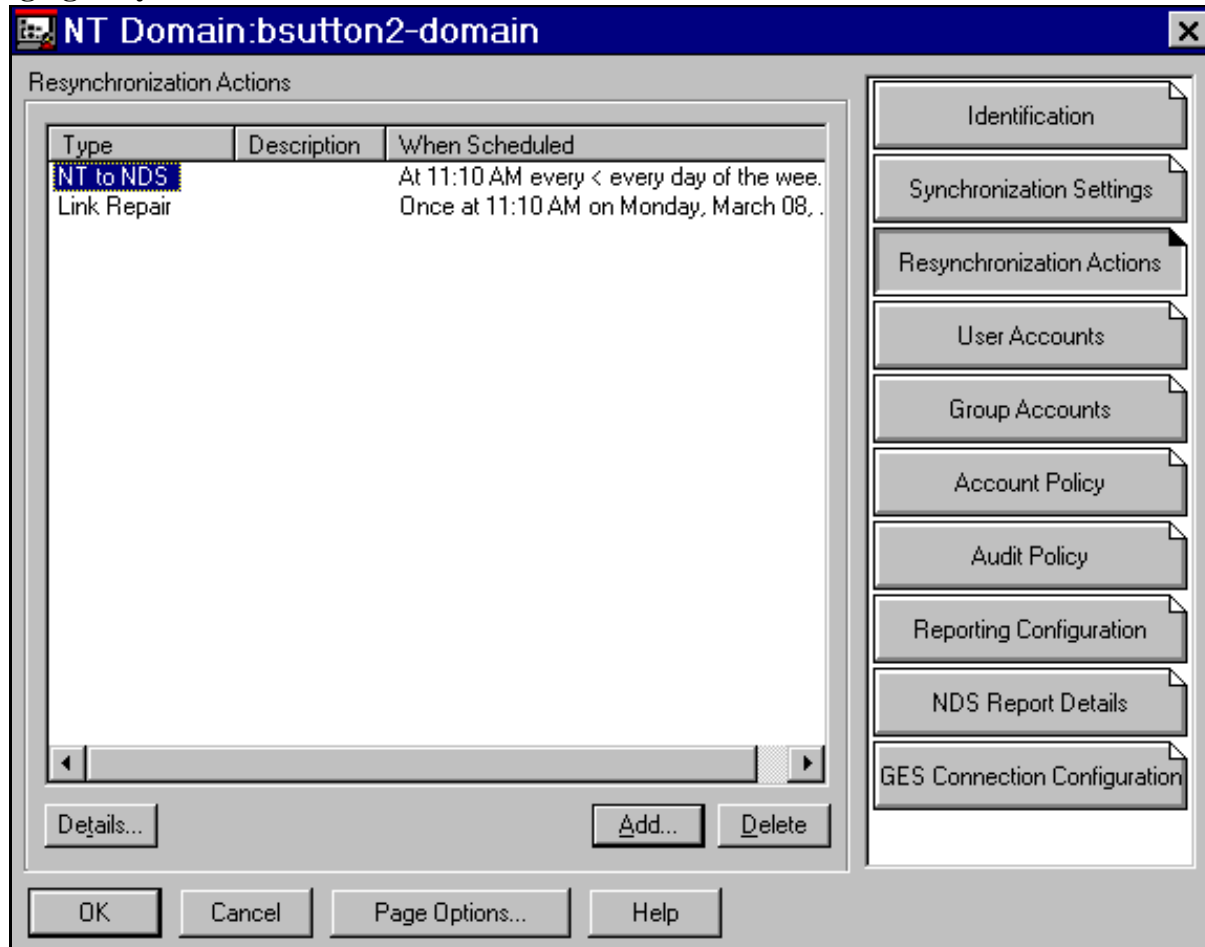 NT Domain:bsutton2-domain
Resynchronization Actions
Type Description When Scheduled
NT to NDS At 11:10 AM every < every day of the wee.
Link Repair Once at 11:10 AM on Monday, March 08, .
Details... Add... Delete
OK Cancel Page Options... Help
Identification
Synchronization Settings
Resynchronization Actions
User Accounts
Group Accounts
Account Policy
Audit Policy
Reporting Configuration
NDS Report Details
GES Connection Configuration